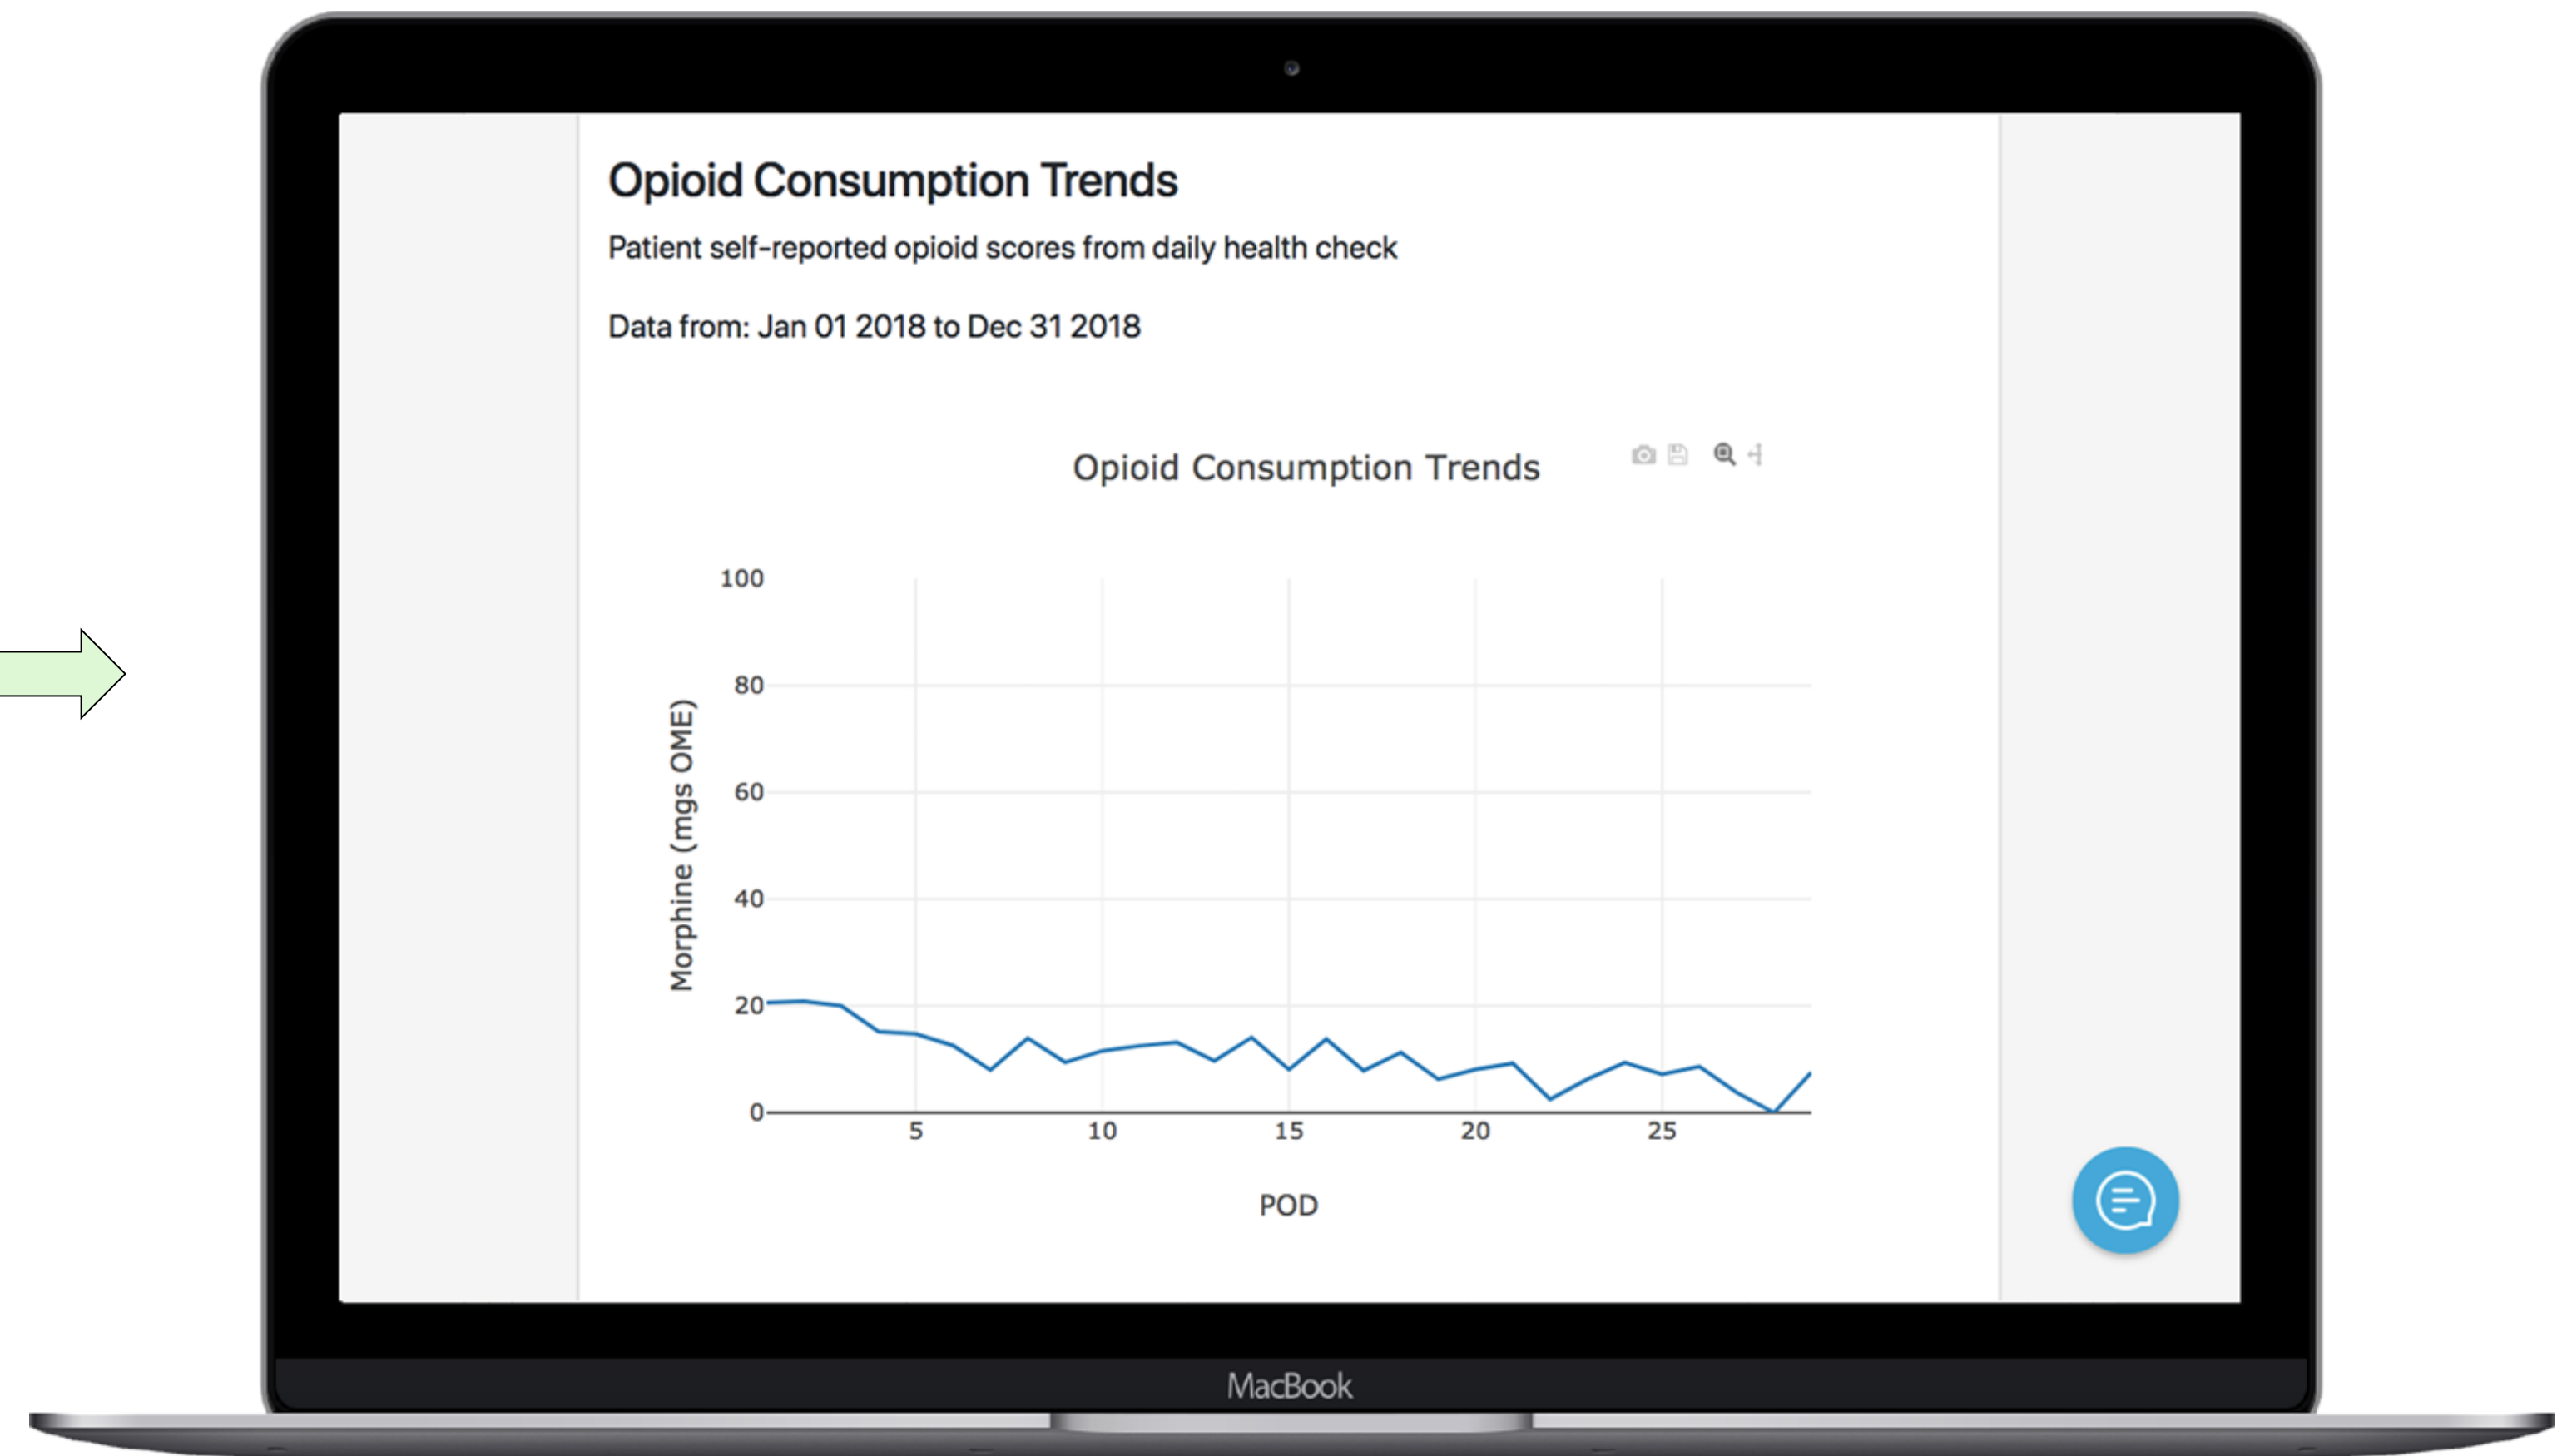 Opioid Consumption Trends
Patient self-reported opioid scores from daily health check
Data from: Jan 01 2018 to Dec 31 2018
Opioid Consumption Trends
100
80
60
40
20
0
Morphine (mgs OME)
5 10 15 20 25
POD
MacBook